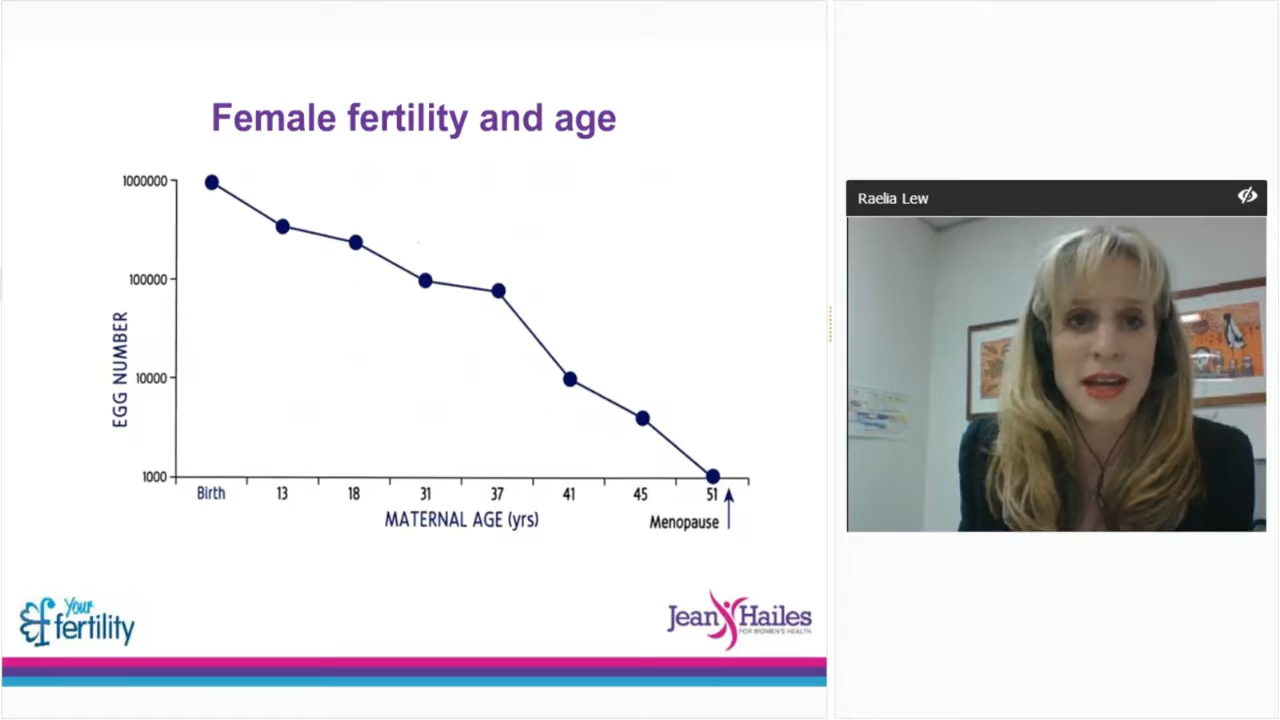 Female fertility and age
1000000
100000
10000
1000
EGG NUMBER
Birth 13 18 31 37 41 45 51
MATERNAL AGE (yrs)
Menopause
Your
fertility
Jean Hailes
FOR WOMEN'S HEALTH
Raelia Lew